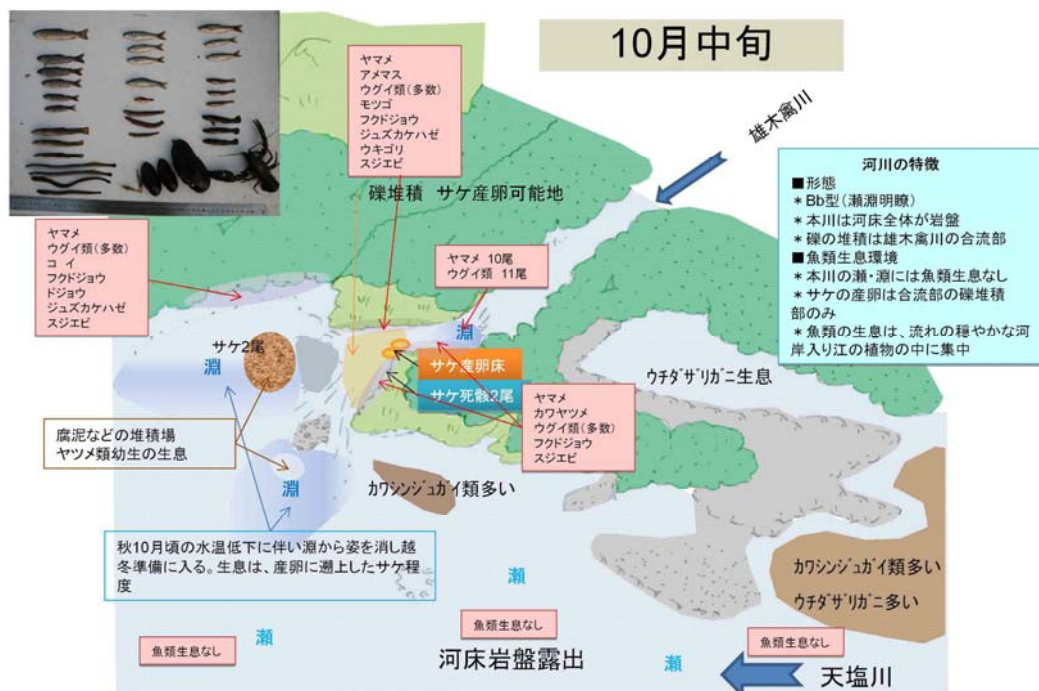 10月中旬
雄木禽川
ヤマメ
アメマス
ウグイ類(多数)
モツゴ
フクドジョウ
ジュズカケハゼ
ウキゴリ
スジエビ
礫堆積 サケ産卵可能地
河川の特徴
■形態
*Bb型(瀬淵明瞭)
*本川は河床全体が岩盤
*礫の堆積は雄木禽川の合流部
■魚類生息環境
*本川の瀬・淵には魚類生息なし
*サケの産卵は合流部の礫堆積
部のみ
*魚類の生息は、流れの穏やかな河
岸入り江の植物の中に集中
ヤマメ
ウグイ類(多数)
コイ
フクドジョウ
ドジョウ
ジュズカケハゼ
スジエビ
ヤマメ 10尾
ウグイ類 11尾
淵
サケ2尾
淵
サケ産卵床
サケ死骸2尾
ウチダザリガニ生息
ヤマメ
カワヤツメ
ウグイ類(多数)
フクドジョウ
スジエビ
腐泥などの堆積場
ヤツメ類幼生の生息
淵
カワシンジュガイ類多い
秋10月頃の水温低下に伴い淵から姿を消し越
冬準備に入る。生息は、産卵に遡上したサケ程
度
カワシンジュガイ類多い
ウチダザリガニ多い
瀬
魚類生息なし
瀬
魚類生息なし
河床岩盤露出
瀬
魚類生息なし
天塩川